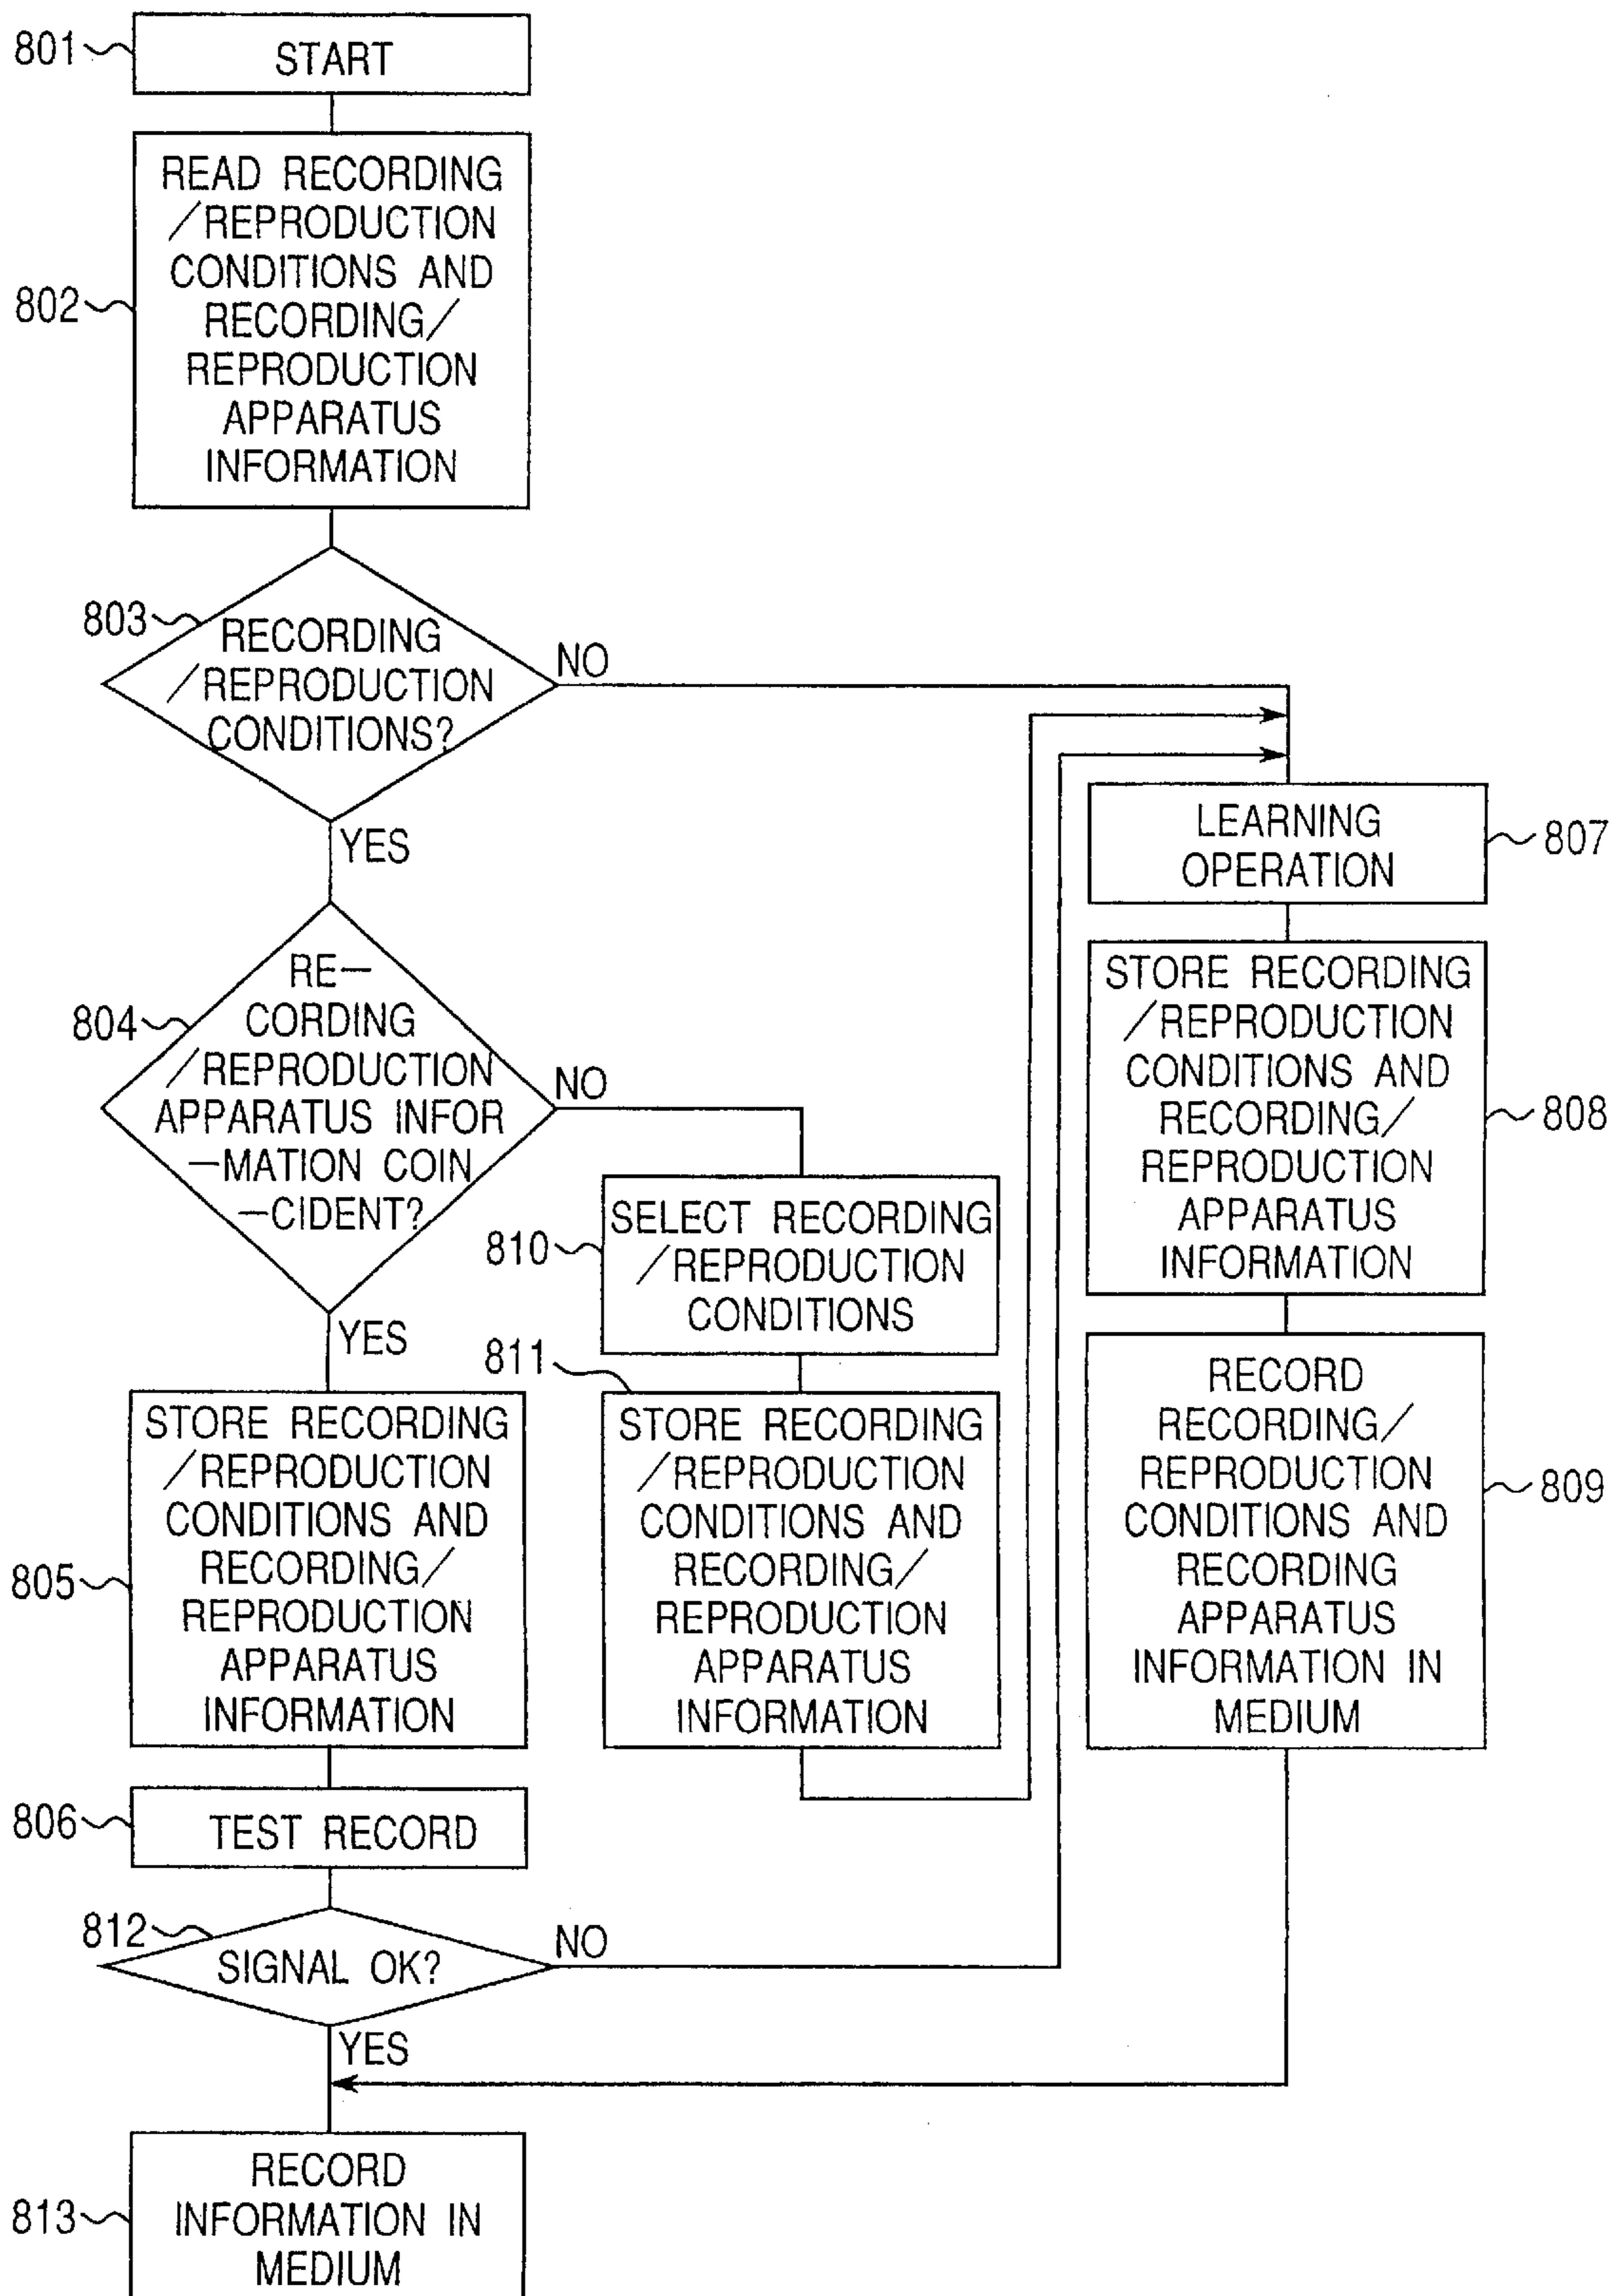 801
START
802
READ RECORDING
/REPRODUCTION
CONDITIONS AND
RECORDING/
REPRODUCTION
APPARATUS
INFORMATION
803
RECORDING
/REPRODUCTION
CONDITIONS?
NO
YES
804
RE-
CORDING
/REPRODUCTION
APPARATUS INFOR
-MATION COIN
-CIDENT?
NO
YES
805
STORE RECORDING
/REPRODUCTION
CONDITIONS AND
RECORDING/
REPRODUCTION
APPARATUS
INFORMATION
806
TEST RECORD
812
SIGNAL OK?
NO
YES
813
RECORD
INFORMATION IN
MEDIUM
810
SELECT RECORDING
/REPRODUCTION
CONDITIONS
811
STORE RECORDING
/REPRODUCTION
CONDITIONS AND
RECORDING/
REPRODUCTION
APPARATUS
INFORMATION
LEARNING
OPERATION
807
STORE RECORDING
/REPRODUCTION
CONDITIONS AND
RECORDING/
REPRODUCTION
APPARATUS
INFORMATION
808
RECORD
RECORDING/
REPRODUCTION
CONDITIONS AND
RECORDING
APPARATUS
INFORMATION IN
MEDIUM
809